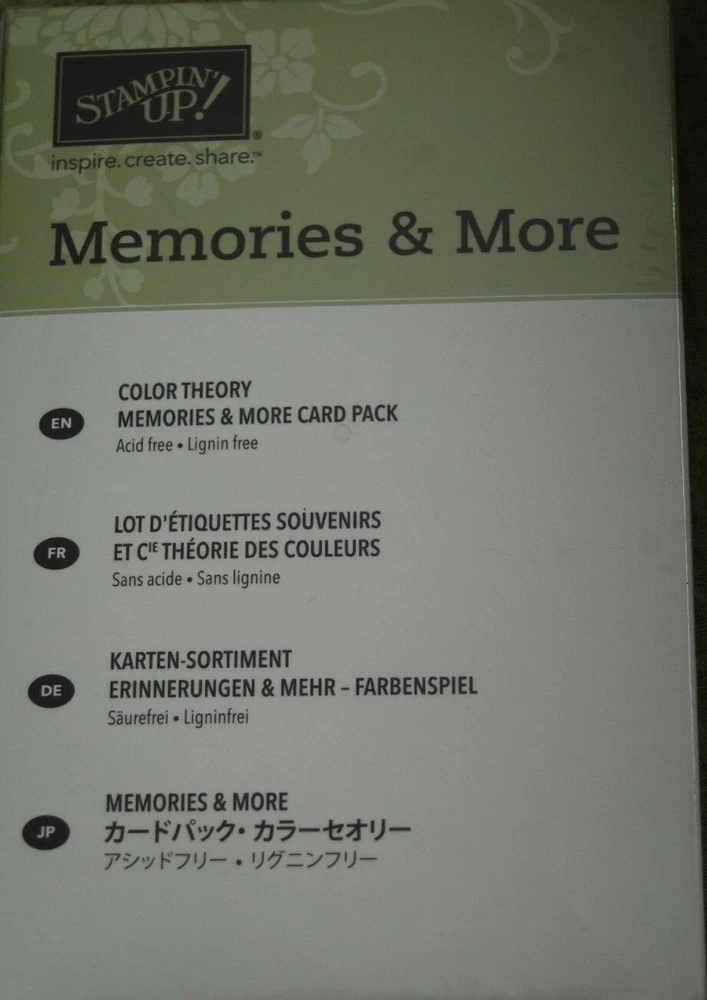 STAMPIN' UP!®
inspire. create. share.™
Memories & More
EN
COLOR THEORY
MEMORIES & MORE CARD PACK
Acid free • Lignin free
FR
LOT D'ÉTIQUETTES SOUVENIRS
ET CIE THÉORIE DES COULEURS
Sans acide • Sans lignine
DE
KARTEN-SORTIMENT
ERINNERUNGEN & MEHR – FARBENSPIEL
Säurefrei • Ligninfrei
JP
MEMORIES & MORE
カードパック・カラーセオリー
アシッドフリー・リグニンフリー